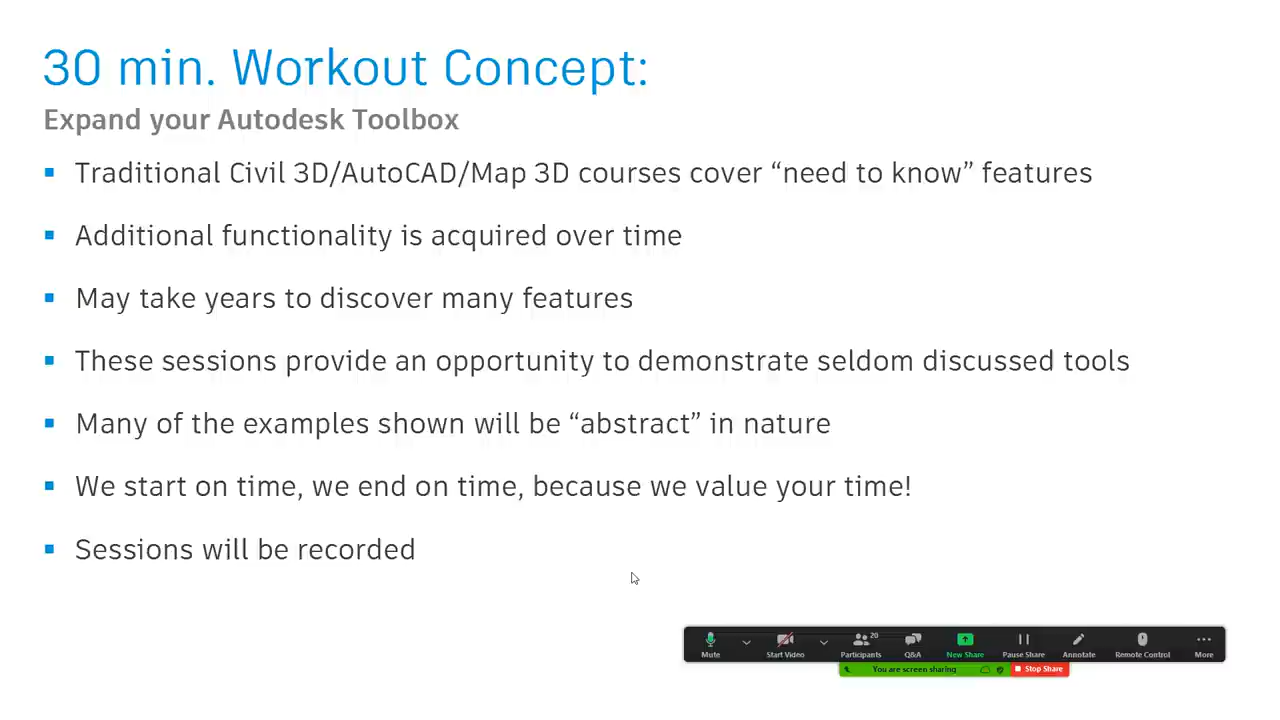 30 min. Workout Concept:
Expand your Autodesk Toolbox
▪ Traditional Civil 3D/AutoCAD/Map 3D courses cover “need to know” features
▪ Additional functionality is acquired over time
▪ May take years to discover many features
▪ These sessions provide an opportunity to demonstrate seldom discussed tools
▪ Many of the examples shown will be “abstract” in nature
▪ We start on time, we end on time, because we value your time!
▪ Sessions will be recorded
20
Mute Start Video Participants Q&A New Share Pause Share Annotate Remote Control More
You are screen sharing Stop Share